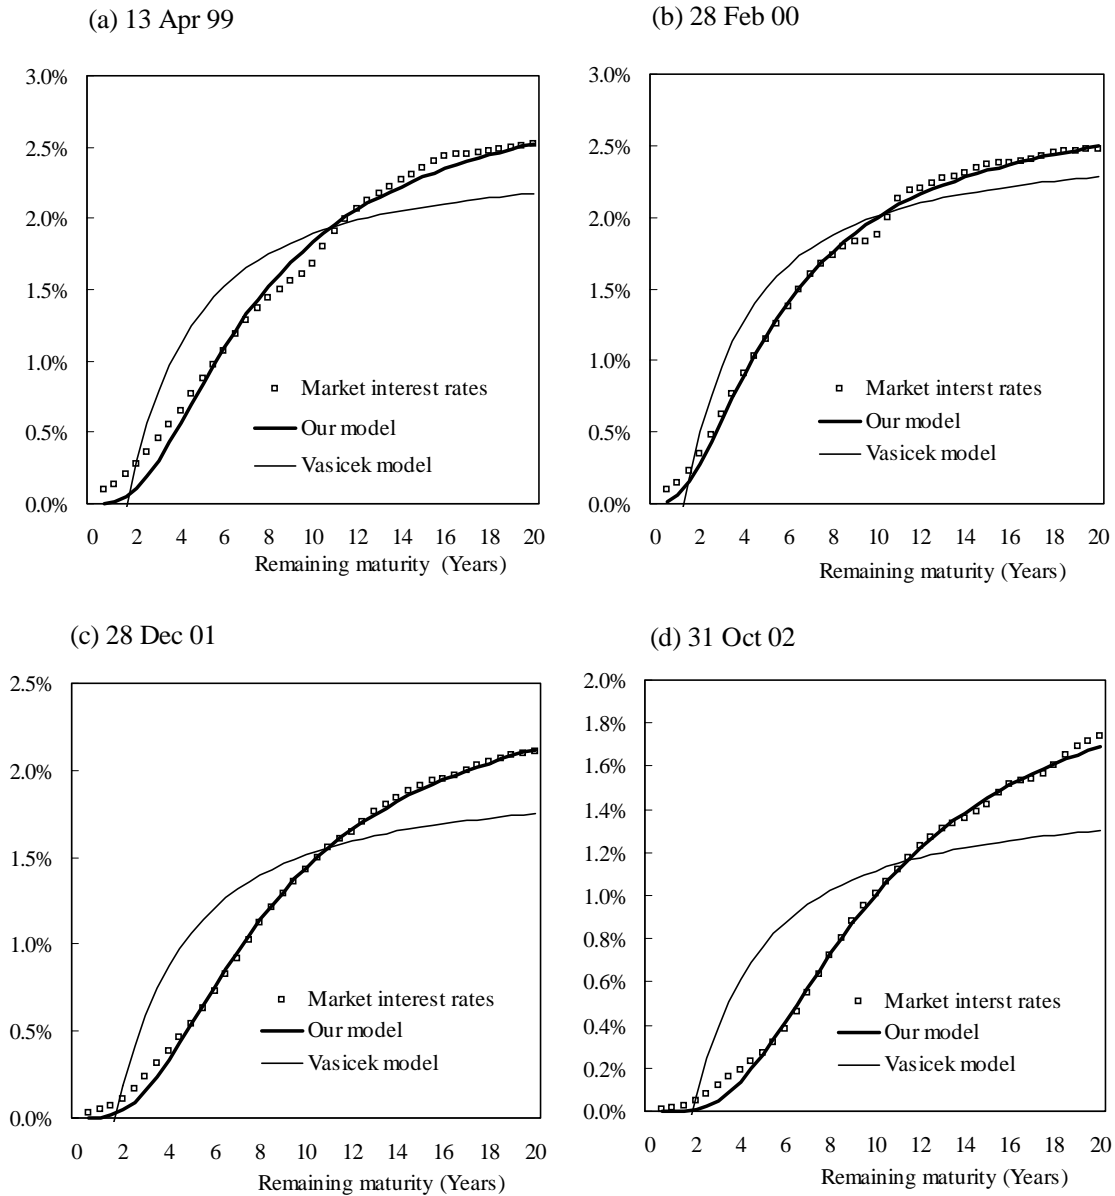 (a) 13 Apr 99
3.0%
2.5%
2.0%
1.5%
1.0%
0.5%
0.0%
Market interest rates
Our model
Vasicek model
0 2 4 6 8 10 12 14 16 18 20
Remaining maturity (Years)
(b) 28 Feb 00
3.0%
2.5%
2.0%
1.5%
1.0%
0.5%
0.0%
Market interst rates
Our model
Vasicek model
0 2 4 6 8 10 12 14 16 18 20
Remaining maturity (Years)
(c) 28 Dec 01
2.5%
2.0%
1.5%
1.0%
0.5%
0.0%
Market interest rates
Our model
Vasicek model
0 2 4 6 8 10 12 14 16 18 20
Remaining maturity (Years)
(d) 31 Oct 02
2.0%
1.8%
1.6%
1.4%
1.2%
1.0%
0.8%
0.6%
0.4%
0.2%
0.0%
Market interst rates
Our model
Vasicek model
0 2 4 6 8 10 12 14 16 18 20
Remaining maturity (Years)